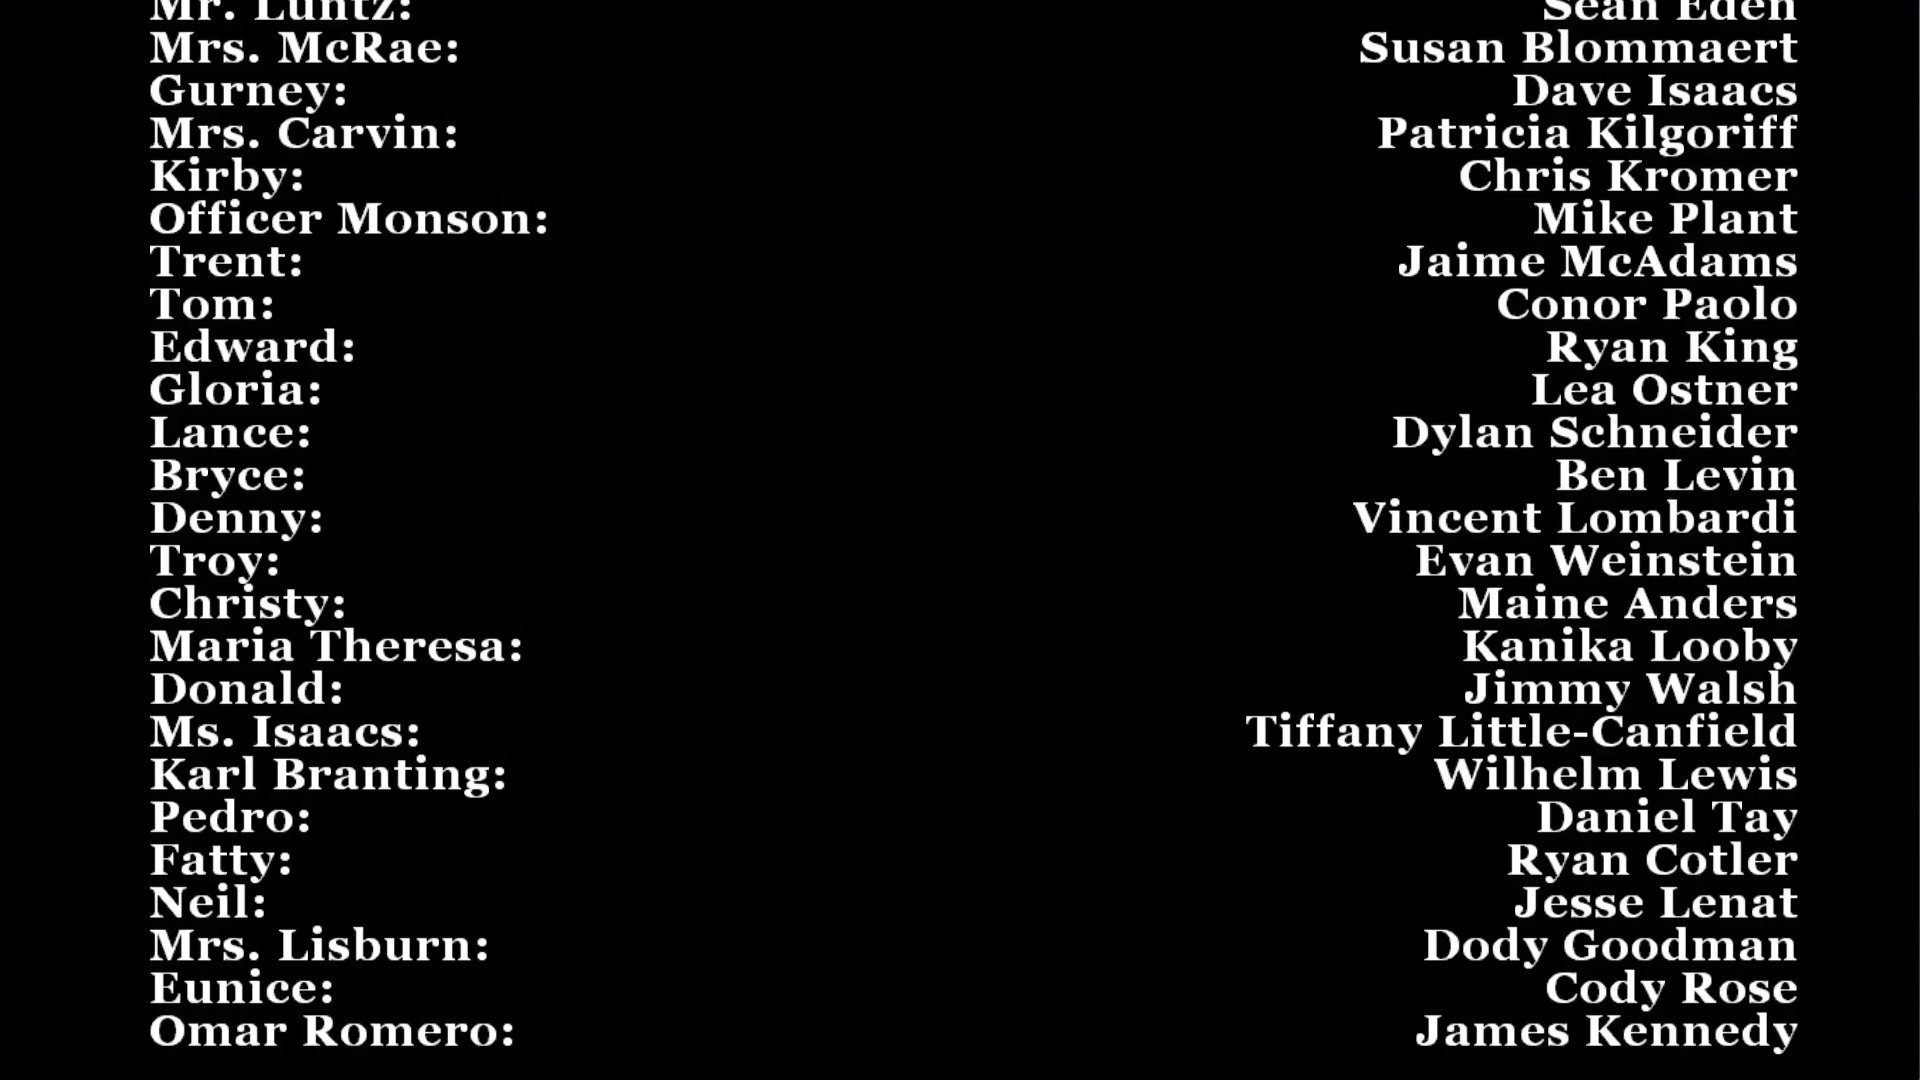 Mr. Luntz: Sean Eden
Mrs. McRae: Susan Blommaert
Gurney: Dave Isaacs
Mrs. Carvin: Patricia Kilgoriff
Kirby: Chris Kromer
Officer Monson: Mike Plant
Trent: Jaime McAdams
Tom: Conor Paolo
Edward: Ryan King
Gloria: Lea Ostner
Lance: Dylan Schneider
Bryce: Ben Levin
Denny: Vincent Lombardi
Troy: Evan Weinstein
Christy: Maine Anders
Maria Theresa: Kanika Looby
Donald: Jimmy Walsh
Ms. Isaacs: Tiffany Little-Canfield
Karl Branting: Wilhelm Lewis
Pedro: Daniel Tay
Fatty: Ryan Cotler
Neil: Jesse Lenat
Mrs. Lisburn: Dody Goodman
Eunice: Cody Rose
Omar Romero: James Kennedy